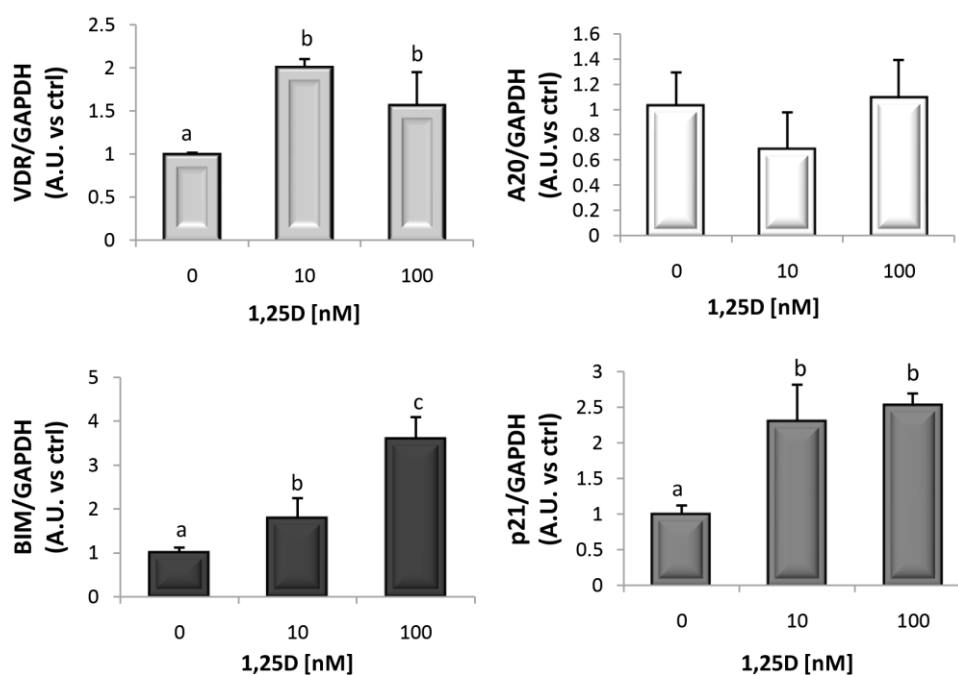 VDR/GAPDH
(A.U. vs ctrl)
2.5
2
1.5
1
0.5
0
a
b
b
0
10
100
1,25D [nM]
A20/GAPDH
(A.U.vs ctrl)
1.6
1.4
1.2
1
0.8
0.6
0.4
0.2
0
0
10
100
1,25D [nM]
BIM/GAPDH
(A.U. vs ctrl)
5
4
3
2
1
0
a
b
c
0
10
100
1,25D [nM]
p21/GAPDH
(A.U. vs ctrl)
3
2.5
2
1.5
1
0.5
0
a
b
b
0
10
100
1,25D [nM]